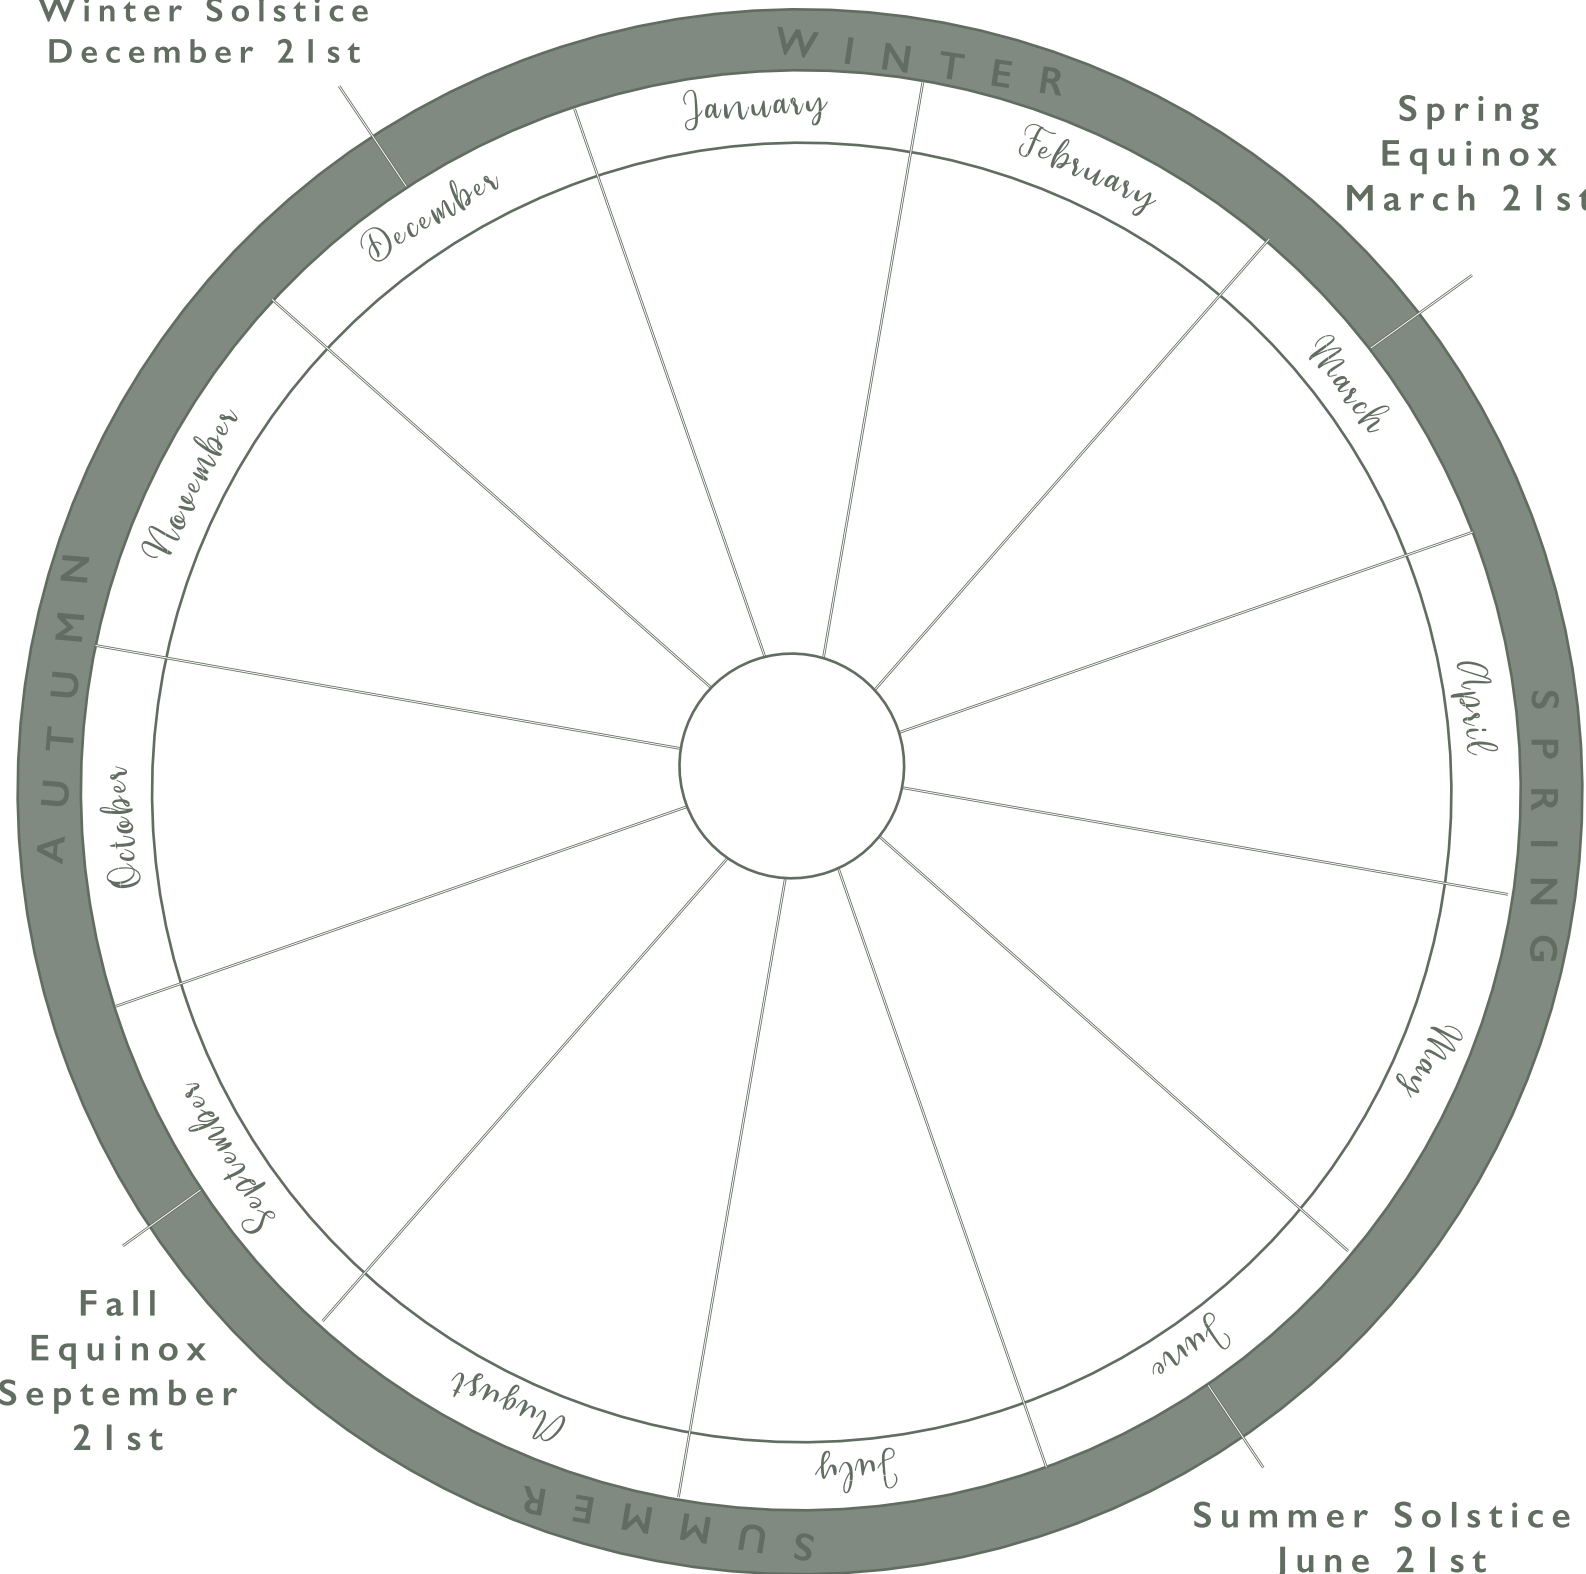 Winter Solstice
December 21st
WINTER
January
February
Spring
Equinox
March 21st
March
April
SPRING
May
June
Summer Solstice
June 21st
July
SUMMER
August
September
Fall
Equinox
September
21st
October
AUTUMN
November
December